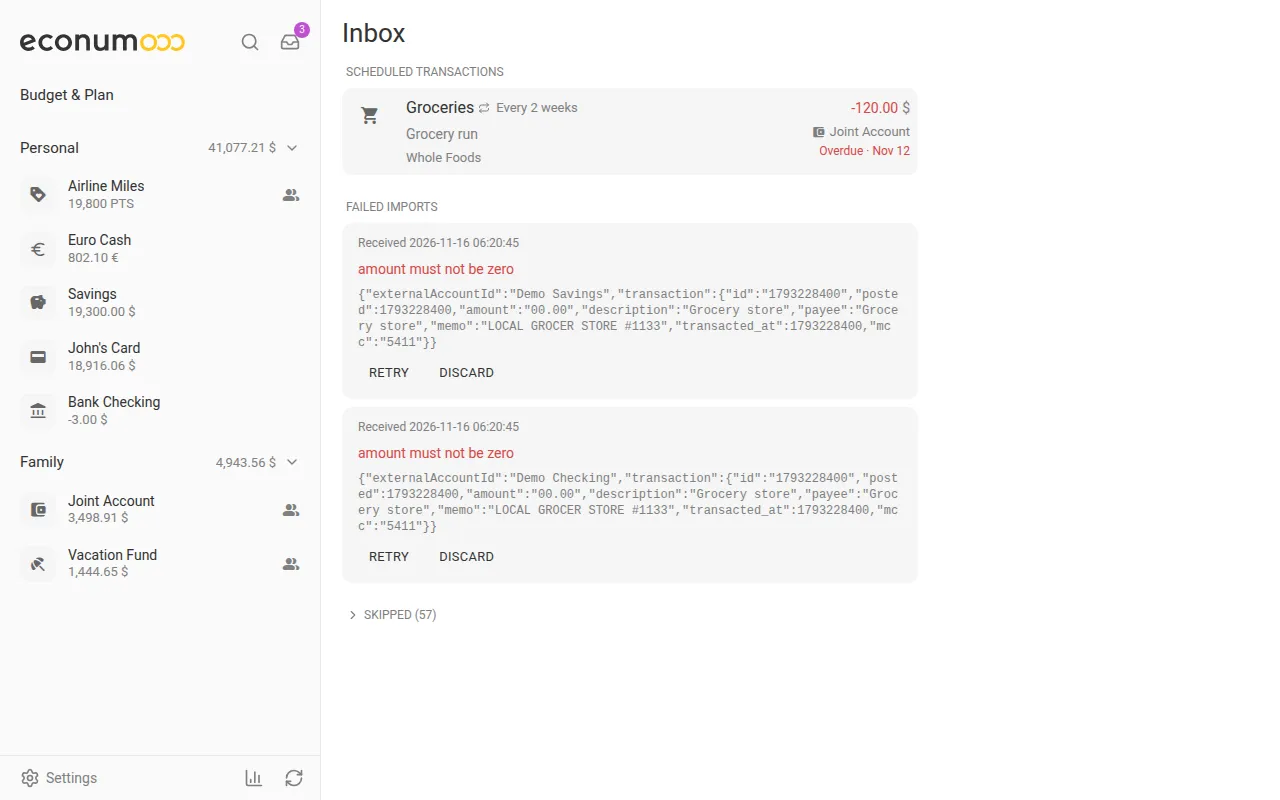 econumo
3
Budget & Plan
Personal 41,077.21 $
Airline Miles
19,800 PTS
Euro Cash
802.10 €
Savings
19,300.00 $
John's Card
18,916.06 $
Bank Checking
-3.00 $
Family 4,943.56 $
Joint Account
3,498.91 $
Vacation Fund
1,444.65 $
Settings
Inbox
SCHEDULED TRANSACTIONS
Groceries Every 2 weeks -120.00 $
Grocery run Joint Account
Whole Foods Overdue · Nov 12
FAILED IMPORTS
Received 2026-11-16 06:20:45
amount must not be zero
{"externalAccountId":"Demo Savings","transaction":{"id":"1793228400","poste
d":1793228400,"amount":"00.00","description":"Grocery store","payee":"Groce
ry store","memo":"LOCAL GROCER STORE #1133","transacted_at":1793228400,"mc
c":"5411"}}
RETRY DISCARD
Received 2026-11-16 06:20:45
amount must not be zero
{"externalAccountId":"Demo Checking","transaction":{"id":"1793228400","post
ed":1793228400,"amount":"00.00","description":"Grocery store","payee":"Groc
ery store","memo":"LOCAL GROCER STORE #1133","transacted_at":1793228400,"mc
c":"5411"}}
RETRY DISCARD
SKIPPED (57)